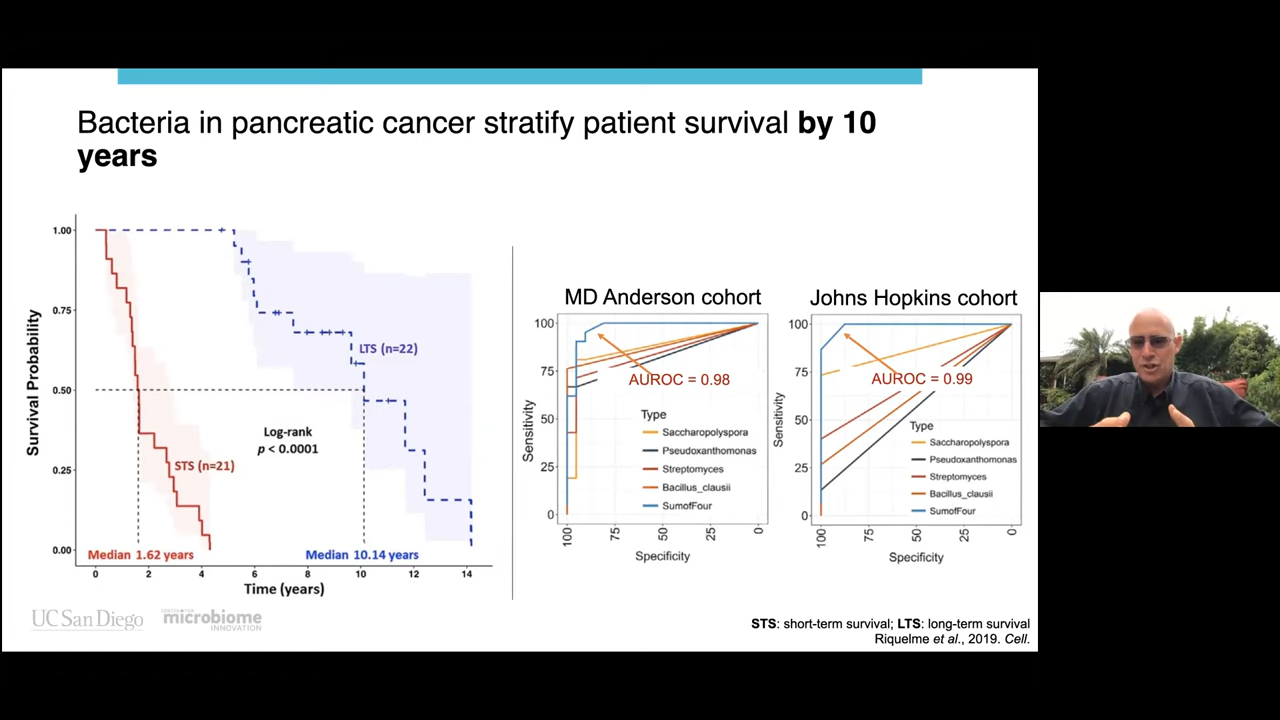 Bacteria in pancreatic cancer stratify patient survival by 10
years
Survival Probability
1.00
0.75
0.50
0.25
0.00
LTS (n=22)
Log-rank
p < 0.0001
STS (n=21)
Median 1.62 years
Median 10.14 years
0 2 4 6 8 10 12 14
Time (years)
MD Anderson cohort
Sensitivity
100
75
50
25
0
AUROC = 0.98
Type
Saccharopolyspora
Pseudoxanthomonas
Streptomyces
Bacillus_clausii
SumofFour
100 75 50 25 0
Specificity
Johns Hopkins cohort
Sensitivity
100
75
50
25
0
AUROC = 0.99
Type
Saccharopolyspora
Pseudoxanthomonas
Streptomyces
Bacillus_clausii
SumofFour
100 75 50 25 0
Specificity
UC San Diego
CENTER FOR
microbiome
INNOVATION
STS: short-term survival; LTS: long-term survival
Riquelme et al., 2019. Cell.